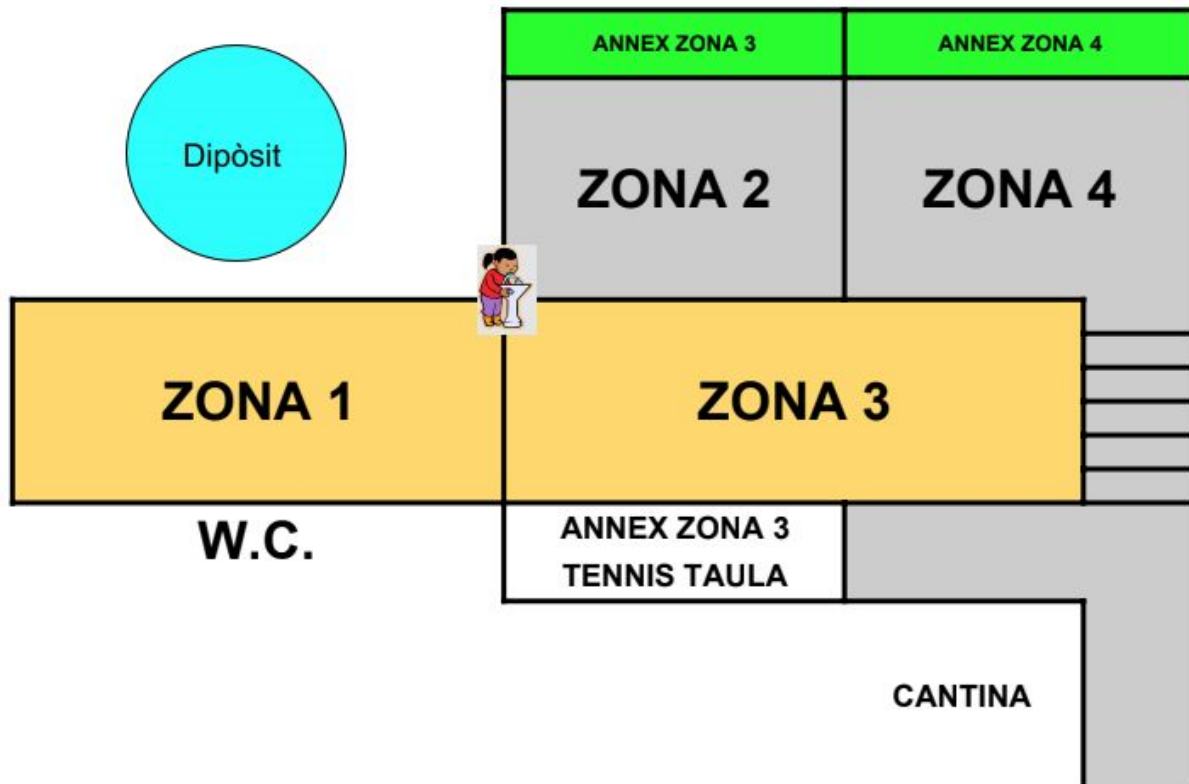 ANNEX ZONA 3
ANNEX ZONA 4
Dipòsit
ZONA 2
ZONA 4
ZONA 1
ZONA 3
W.C.
ANNEX ZONA 3
TENNIS TAULA
CANTINA